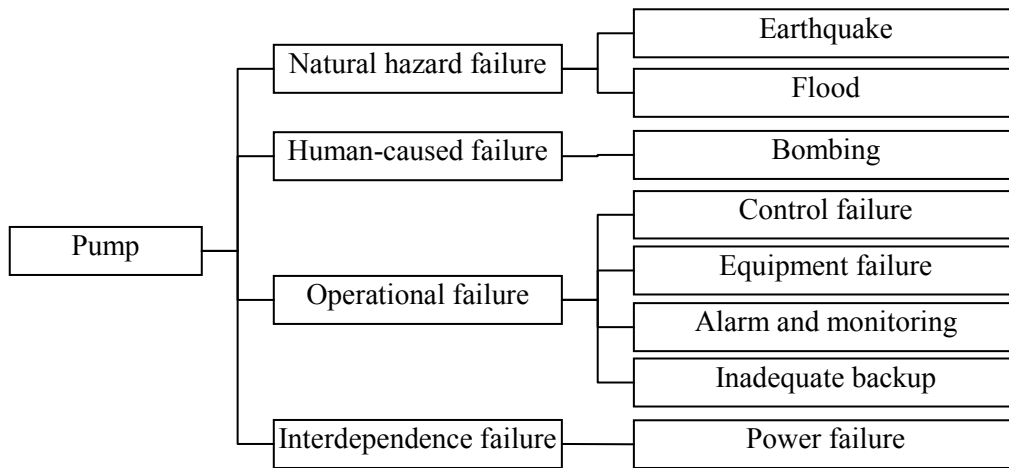 Pump
Natural hazard failure
Earthquake
Flood
Human-caused failure
Bombing
Operational failure
Control failure
Equipment failure
Alarm and monitoring
Inadequate backup
Interdependence failure
Power failure